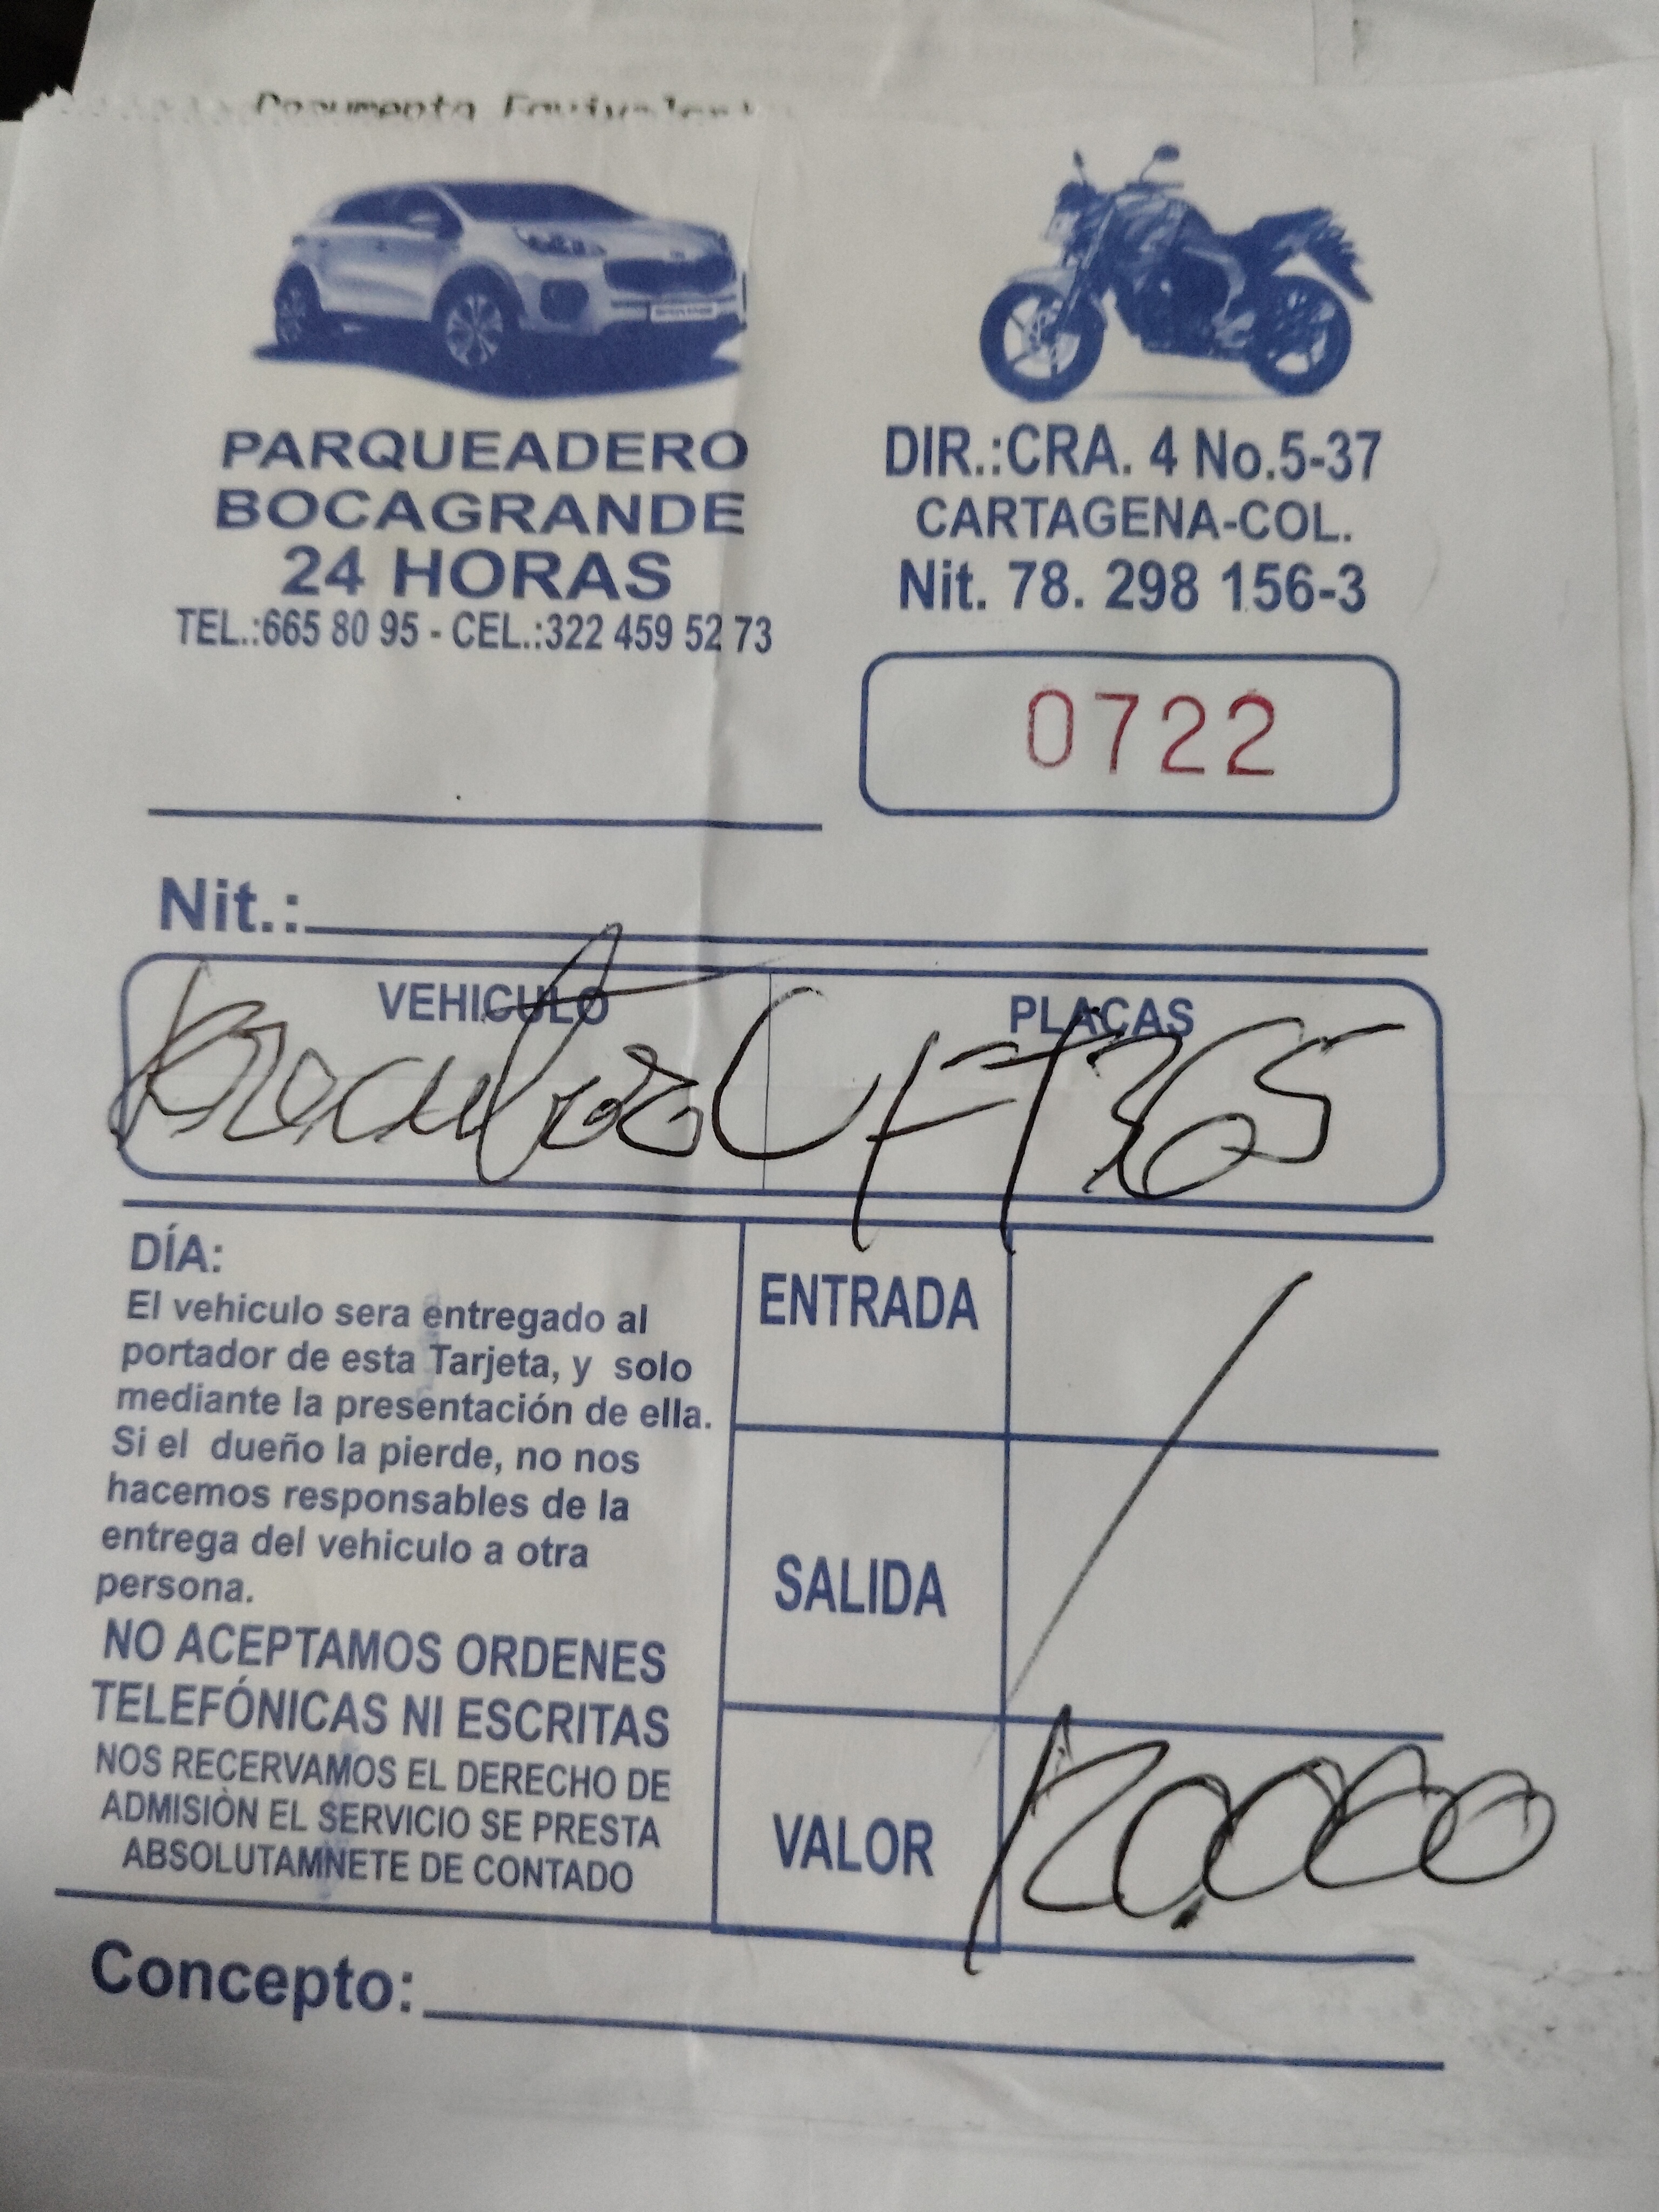 PARQUEADERO
BOCAGRANDE
24 HORAS
TEL.:665 80 95 - CEL.:322 459 52 73
DIR.:CRA. 4 No.5-37
CARTAGENA-COL.
Nit. 78. 298 156-3
0722
Nit.:
VEHICULO PLACAS
365
DÍA:
El vehiculo sera entregado al
portador de esta Tarjeta, y solo
mediante la presentación de ella.
Si el dueño la pierde, no nos
hacemos responsables de la
entrega del vehiculo a otra
persona.
NO ACEPTAMOS ORDENES
TELEFÓNICAS NI ESCRITAS
NOS RECERVAMOS EL DERECHO DE
ADMISIÒN EL SERVICIO SE PRESTA
ABSOLUTAMNETE DE CONTADO
ENTRADA
SALIDA
VALOR 120,000
Concepto: